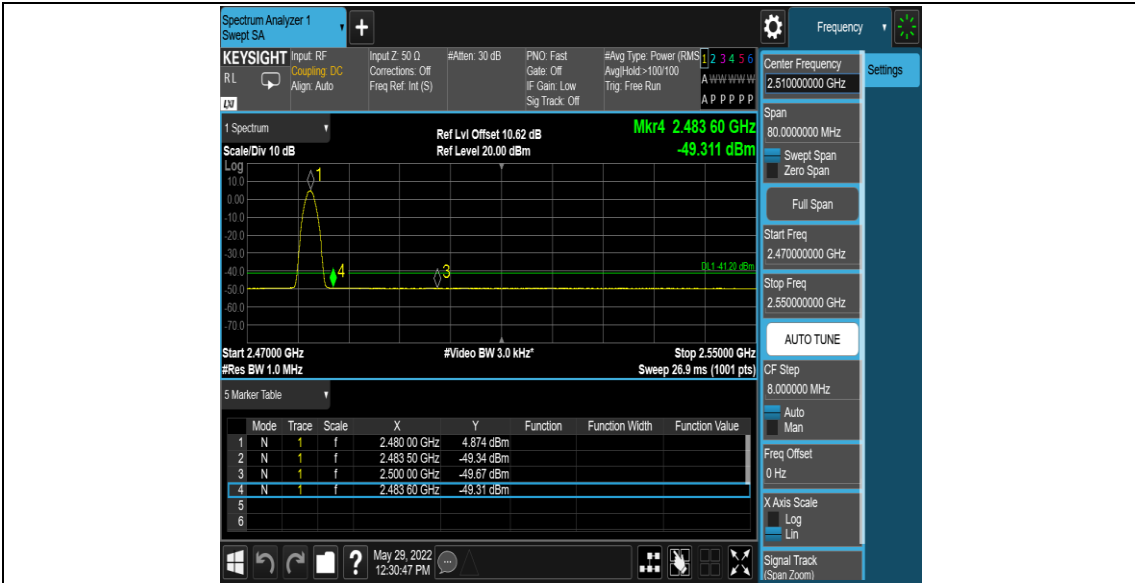 Spectrum Analyzer 1
Swept SA
+
Frequency
KEYSIGHT
RL
LXI
Input: RF
Coupling: DC
Align: Auto
Input Z: 50 Ω
Corrections: Off
Freq Ref: Int (S)
#Atten: 30 dB
PNO: Fast
Gate: Off
IF Gain: Low
Sig Track: Off
#Avg Type: Power (RMS
Avg|Hold:>100/100
Trig: Free Run
1 2 3 4 5 6
A W W W W W
A P P P P P
Center Frequency
2.510000000 GHz
Settings
Span
80.0000000 MHz
Swept Span
Zero Span
Full Span
Start Freq
2.470000000 GHz
Stop Freq
2.550000000 GHz
AUTO TUNE
CF Step
8.000000 MHz
Auto
Man
Freq Offset
0 Hz
X Axis Scale
Log
Lin
Signal Track
(Span Zoom)
1 Spectrum
Scale/Div 10 dB
Ref Lvl Offset 10.62 dB
Ref Level 20.00 dBm
Mkr4 2.483 60 GHz
-49.311 dBm
Log
10.0
0.00
-10.0
-20.0
-30.0
-40.0
-50.0
-60.0
-70.0
1
4
3
DL1 -41.20 dBm
Start 2.47000 GHz
#Res BW 1.0 MHz
#Video BW 3.0 kHz*
Stop 2.55000 GHz
Sweep 26.9 ms (1001 pts)
5 Marker Table
Mode Trace Scale X Y Function Function Width Function Value
1 N 1 f 2.480 00 GHz 4.874 dBm
2 N 1 f 2.483 50 GHz -49.34 dBm
3 N 1 f 2.500 00 GHz -49.67 dBm
4 N 1 f 2.483 60 GHz -49.31 dBm
5
6
?
May 29, 2022
12:30:47 PM